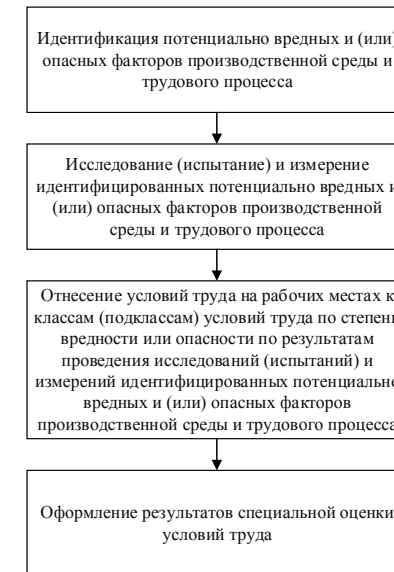 Идентификация потенциально вредных и (или)
опасных факторов производственной среды и
трудового процесса
Исследование (испытание) и измерение
идентифицированных потенциально вредных и
(или) опасных факторов производственной
среды и трудового процесса
Отнесение условий труда на рабочих местах к
классам (подклассам) условий труда по степени
вредности или опасности по результатам
проведения исследований (испытаний) и
измерений идентифицированных потенциально
вредных и (или) опасных факторов
производственной среды и трудового процесса
Оформление результатов специальной оценки
условий труда